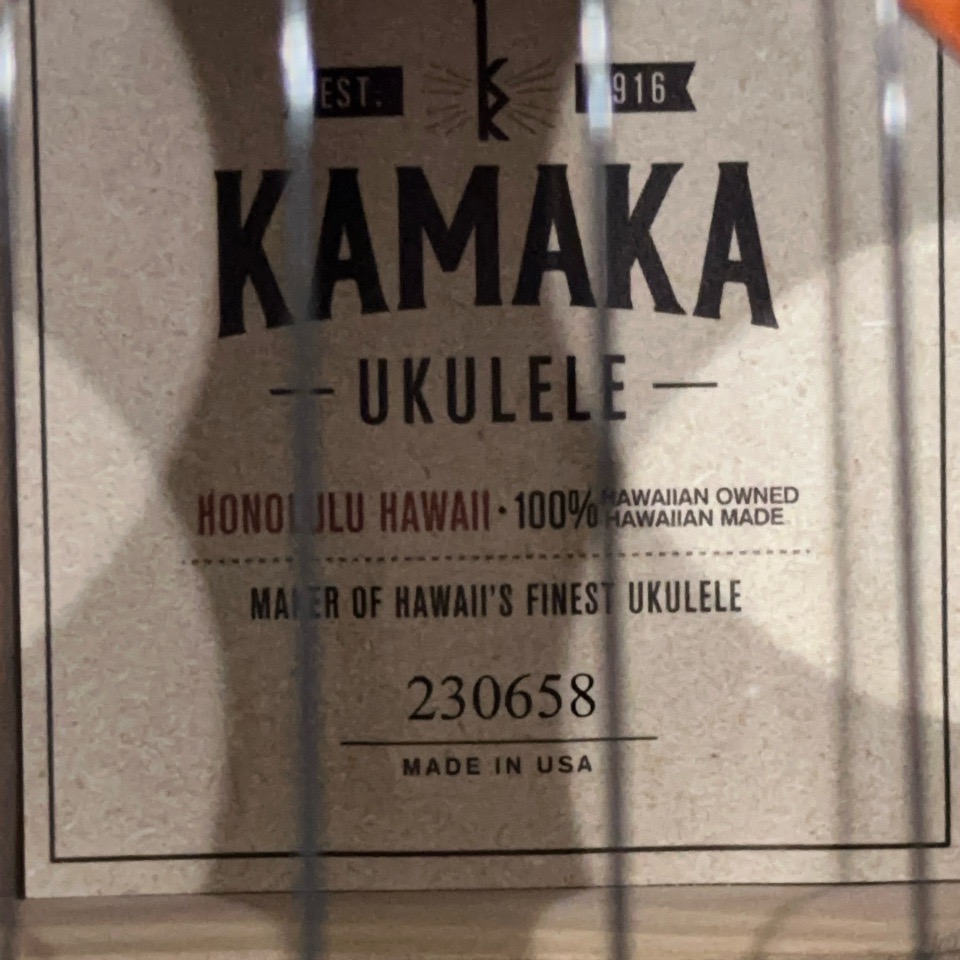 EST. 1916
KAMAKA
UKULELE
HONOLULU HAWAII · 100% HAWAIIAN OWNED HAWAIIAN MADE
MAKER OF HAWAII'S FINEST UKULELE
230658
MADE IN USA